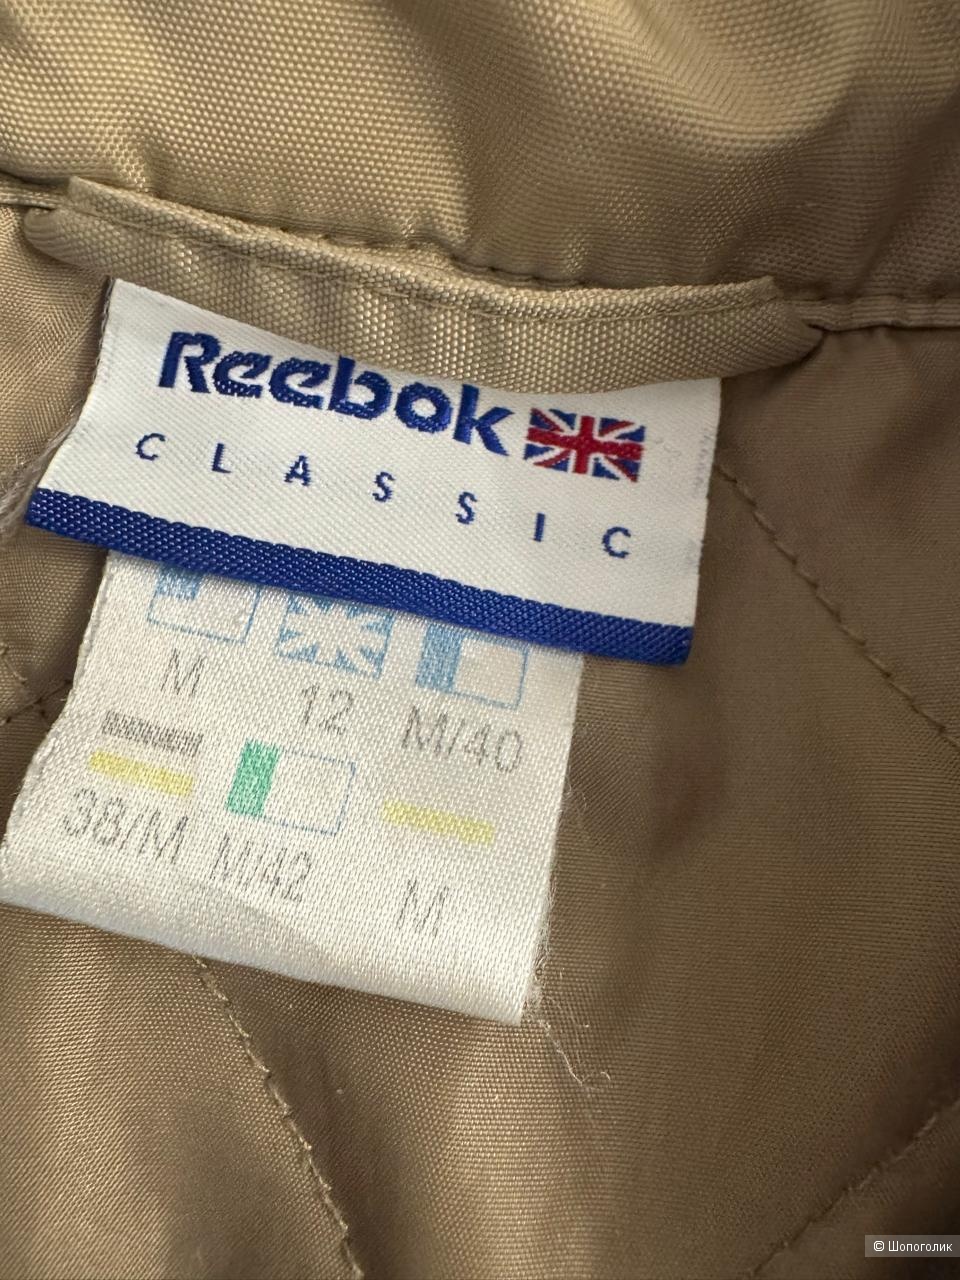 Reebok
CLASSIC
M 12 M/40
38/M M/42 M
© Шопоголик